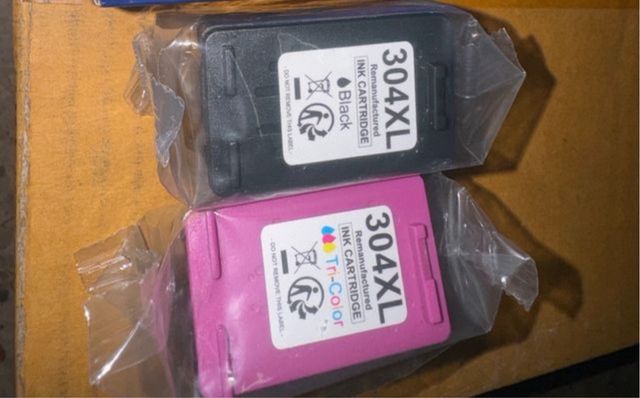 304XL
Remanufactured
INK CARTRIDGE
Black
- DO NOT REMOVE THIS LABEL -
304XL
Remanufactured
INK CARTRIDGE
Tri-Color
- DO NOT REMOVE THIS LABEL -